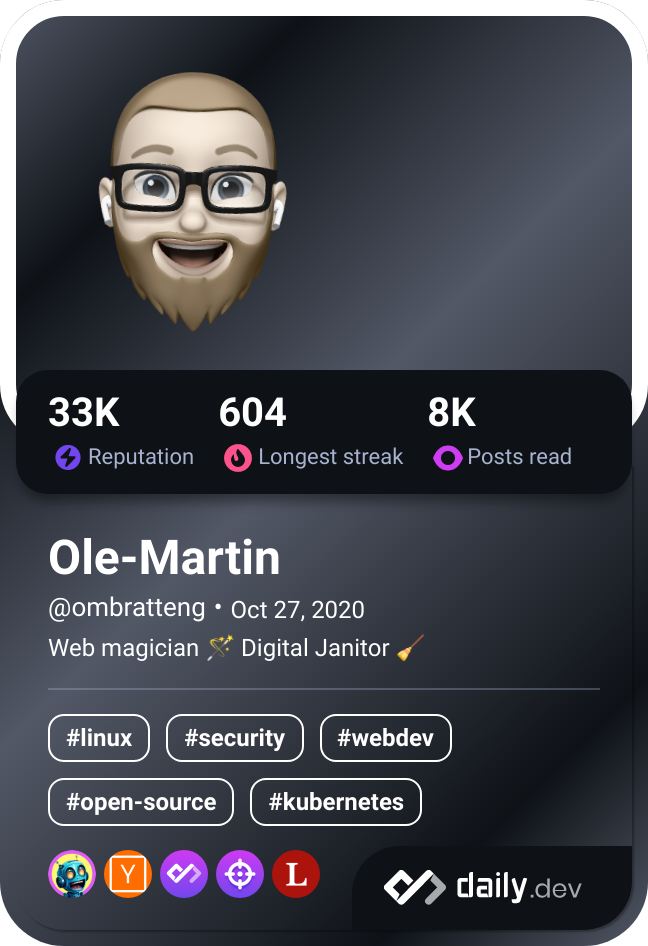 33K 604 8K
Reputation Longest streak Posts read
Ole-Martin
@ombratteng • Oct 27, 2020
Web magician 🪄 Digital Janitor 🧹
#linux #security #webdev
#open-source #kubernetes
Y L daily.dev